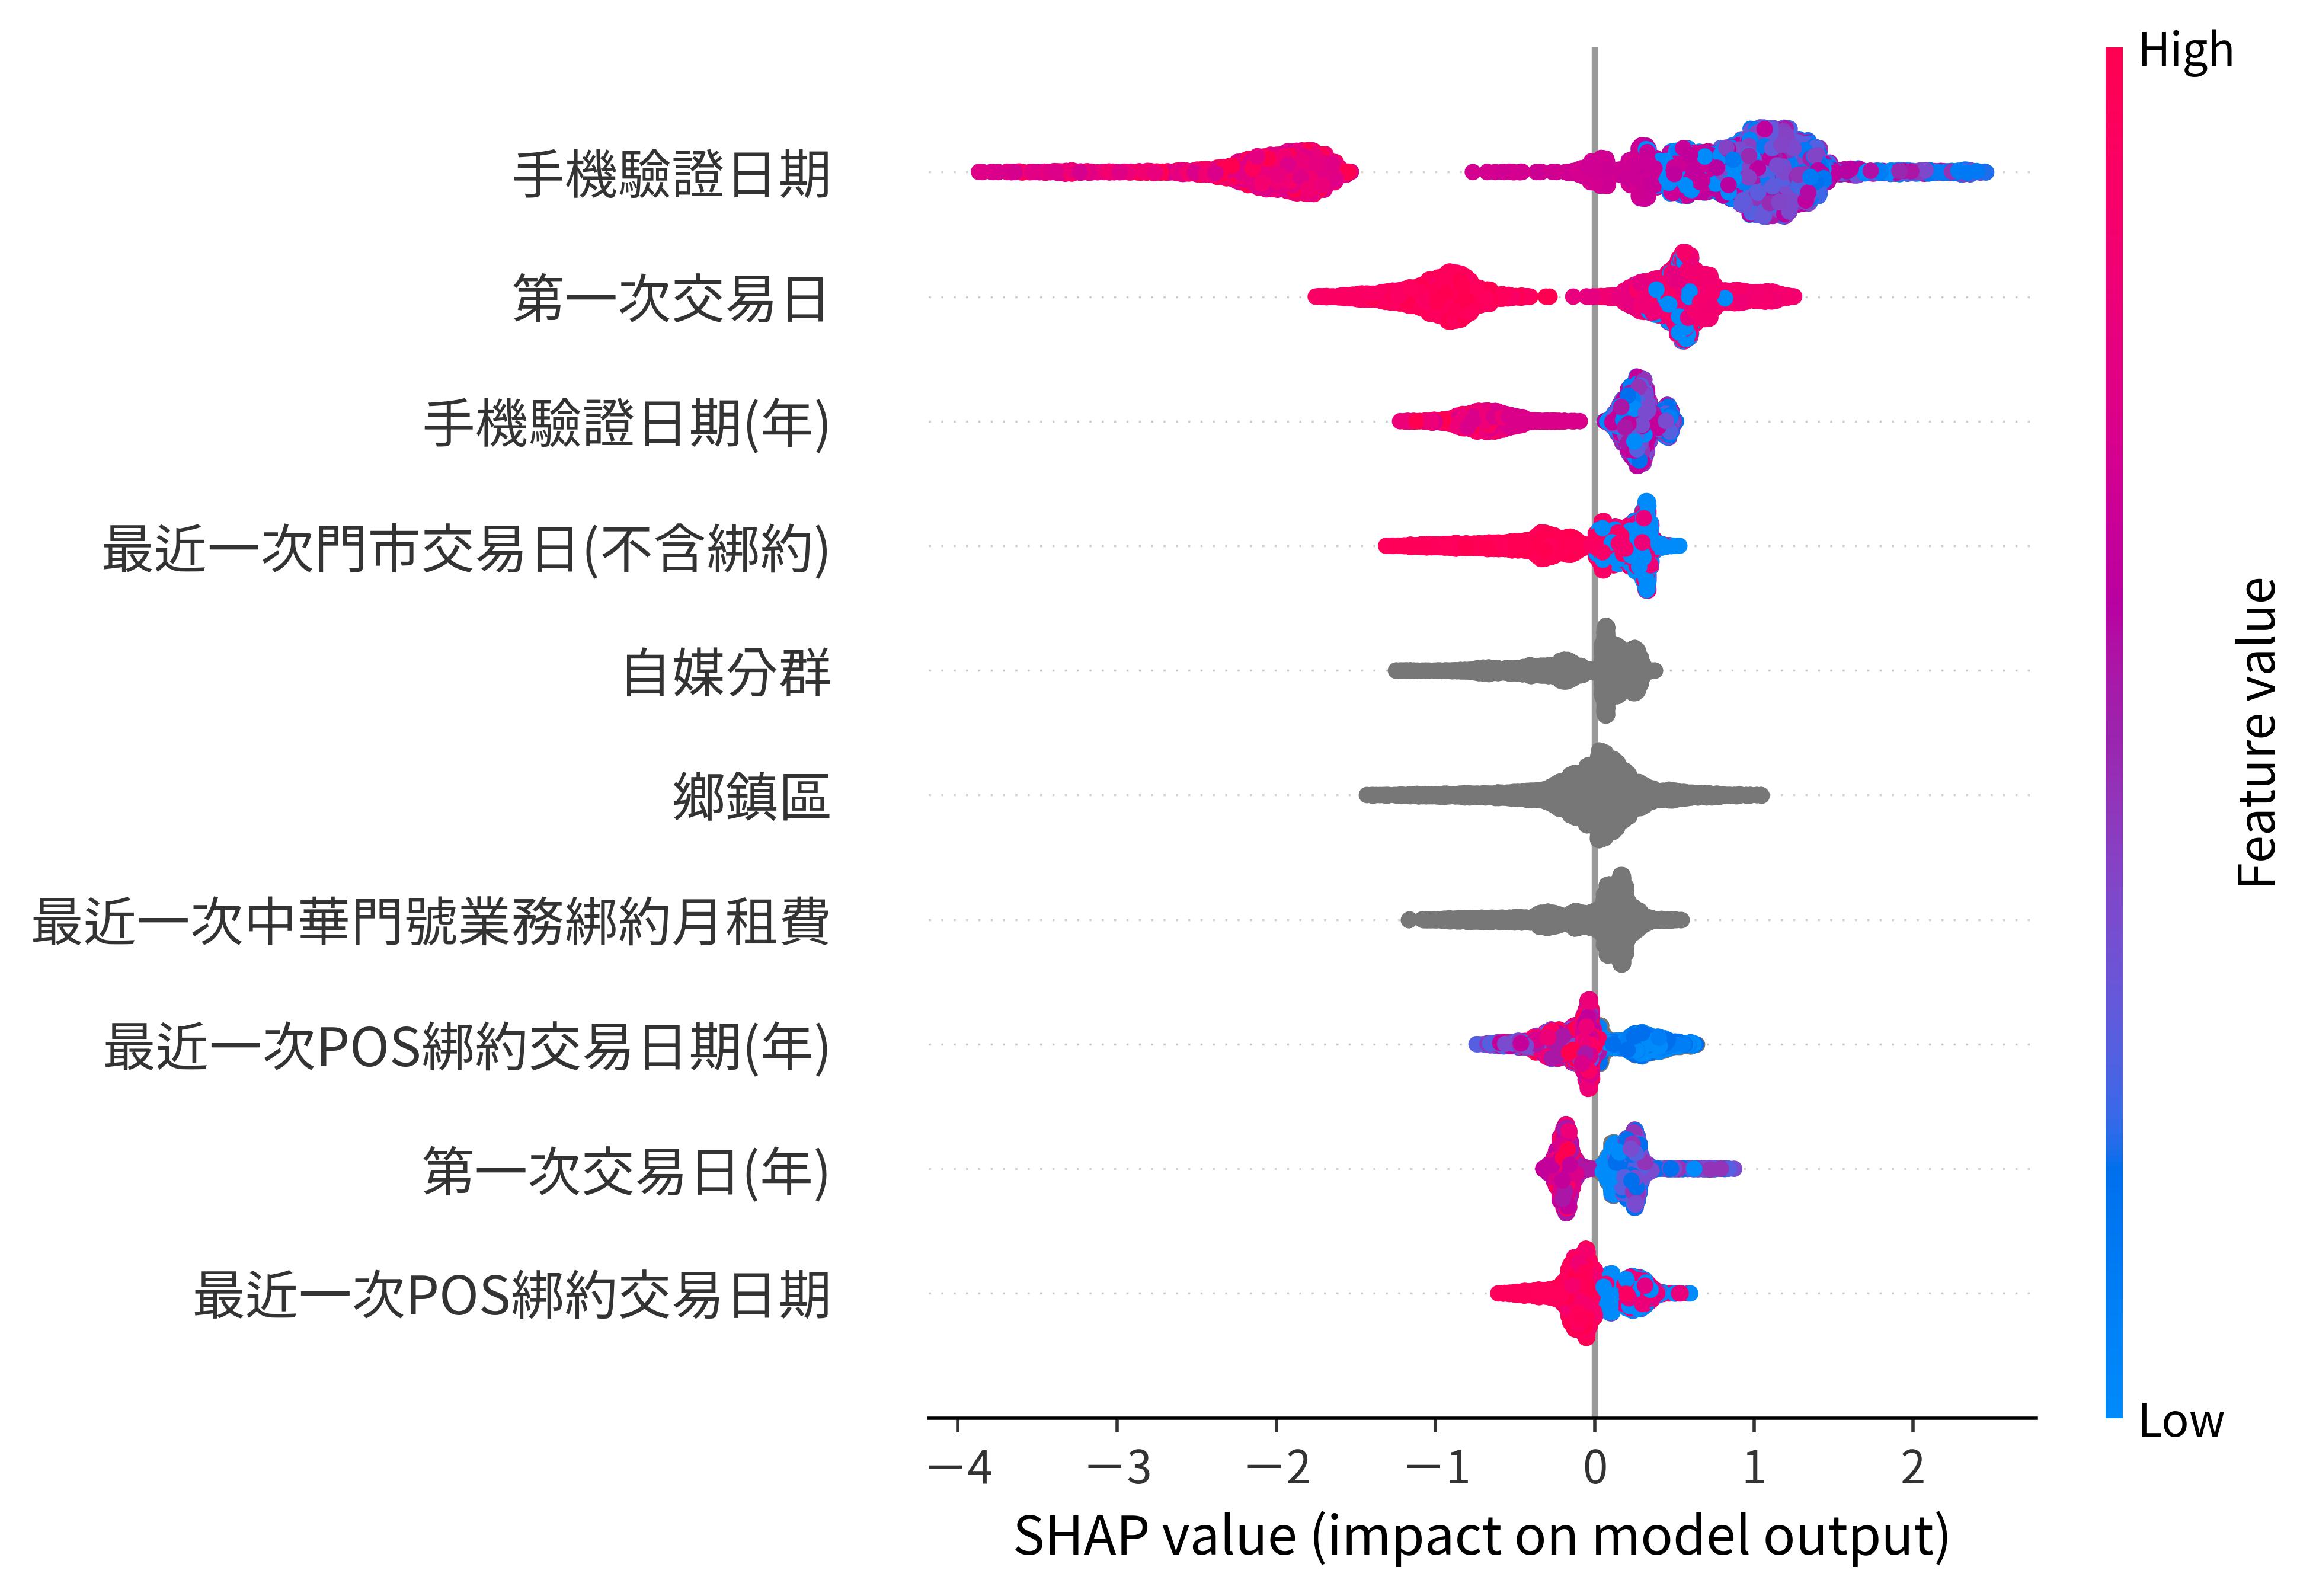 High
手機驗證日期
第一次交易日
手機驗證日期(年)
最近一次門市交易日(不含綁約)
自媒分群
鄉鎮區
最近一次中華門號業務綁約月租費
最近一次POS綁約交易日期(年)
第一次交易日(年)
最近一次POS綁約交易日期
Feature value
Low
−4 −3 −2 −1 0 1 2
SHAP value (impact on model output)